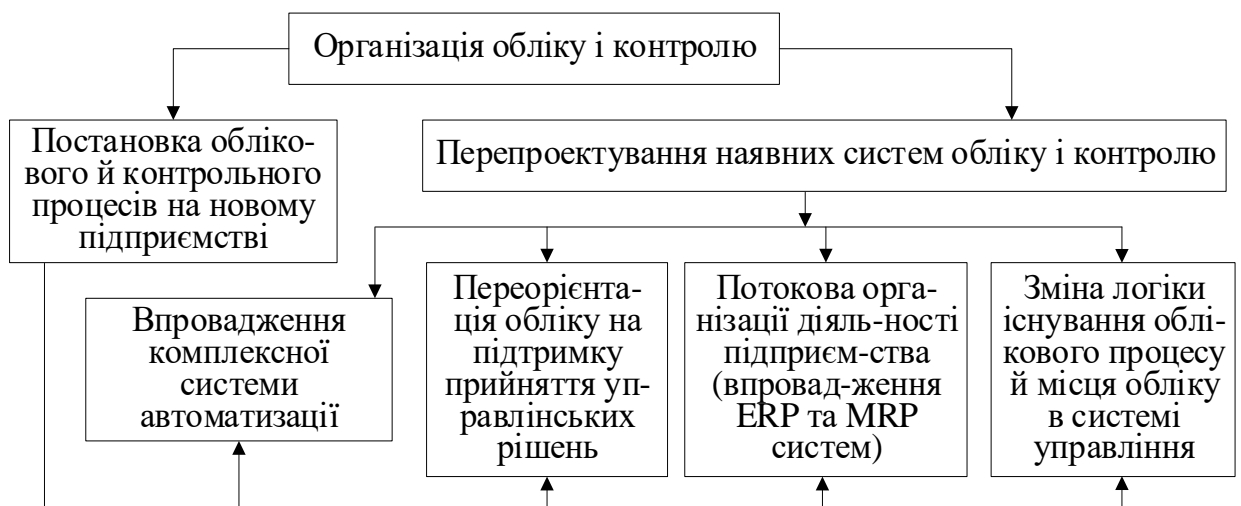 Організація обліку і контролю
Постановка обліко-
вого й контрольного
процесів на новому
підприємстві
Перепроектування наявних систем обліку і контролю
Впровадження
комплексної
системи
автоматизації
Переорієнта-
ція обліку на
підтримку
прийняття уп-
равлінських
рішень
Потокова орга-
нізації діяль-ності
підприєм-ства
(впровад-ження
ERP та MRP
систем)
Зміна логіки
існування облі-
кового процесу
й місця обліку
в системі
управління